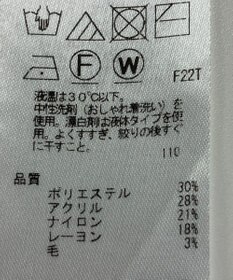 F22T
液温は30℃以下。
中性洗剤(おしゃれ着洗い)を
使用。漂白剤は液体タイプを使
用。よくすすぎ、絞りの後すぐ
に干すこと。
110
品質
ポリエステル 30%
アクリル 28%
ナイロン 21%
レーヨン 18%
毛 3%